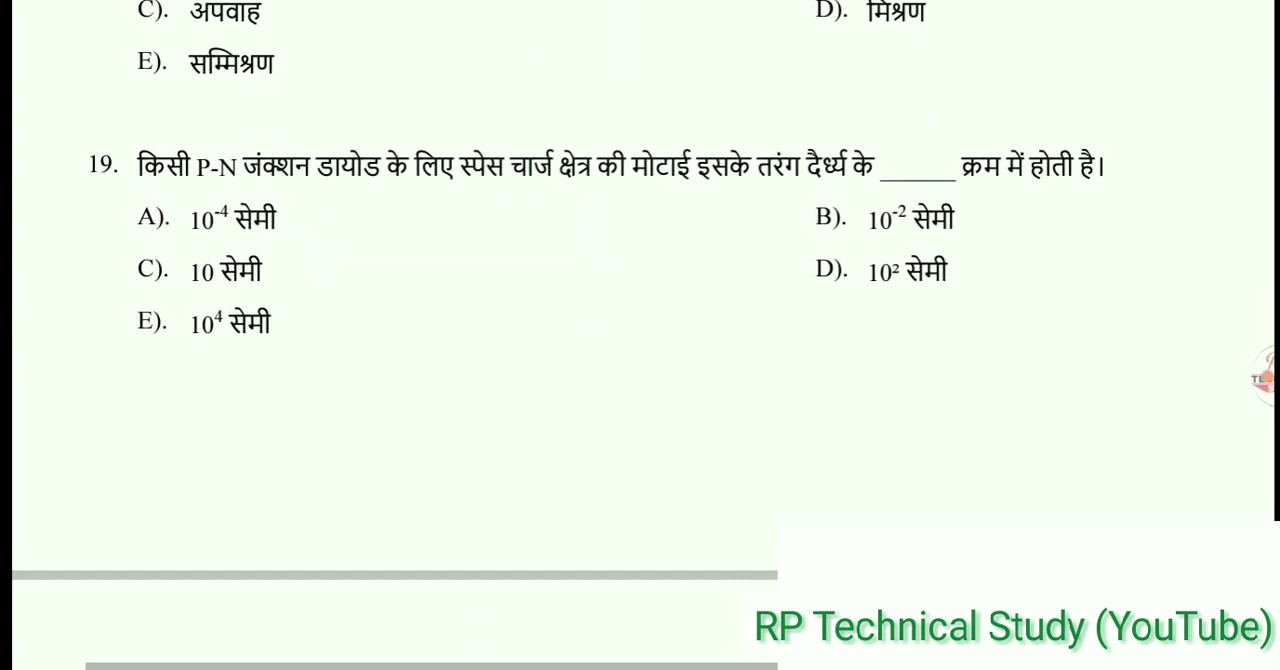 C). अपवाह D). मिश्रण
E). सम्मिश्रण
19. किसी P-N जंक्शन डायोड के लिए स्पेस चार्ज क्षेत्र की मोटाई इसके तरंग दैर्ध्य के ______ क्रम में होती है।
A). 10⁻⁴ सेमी B). 10⁻² सेमी
C). 10 सेमी D). 10² सेमी
E). 10⁴ सेमी
RP Technical Study (YouTube)